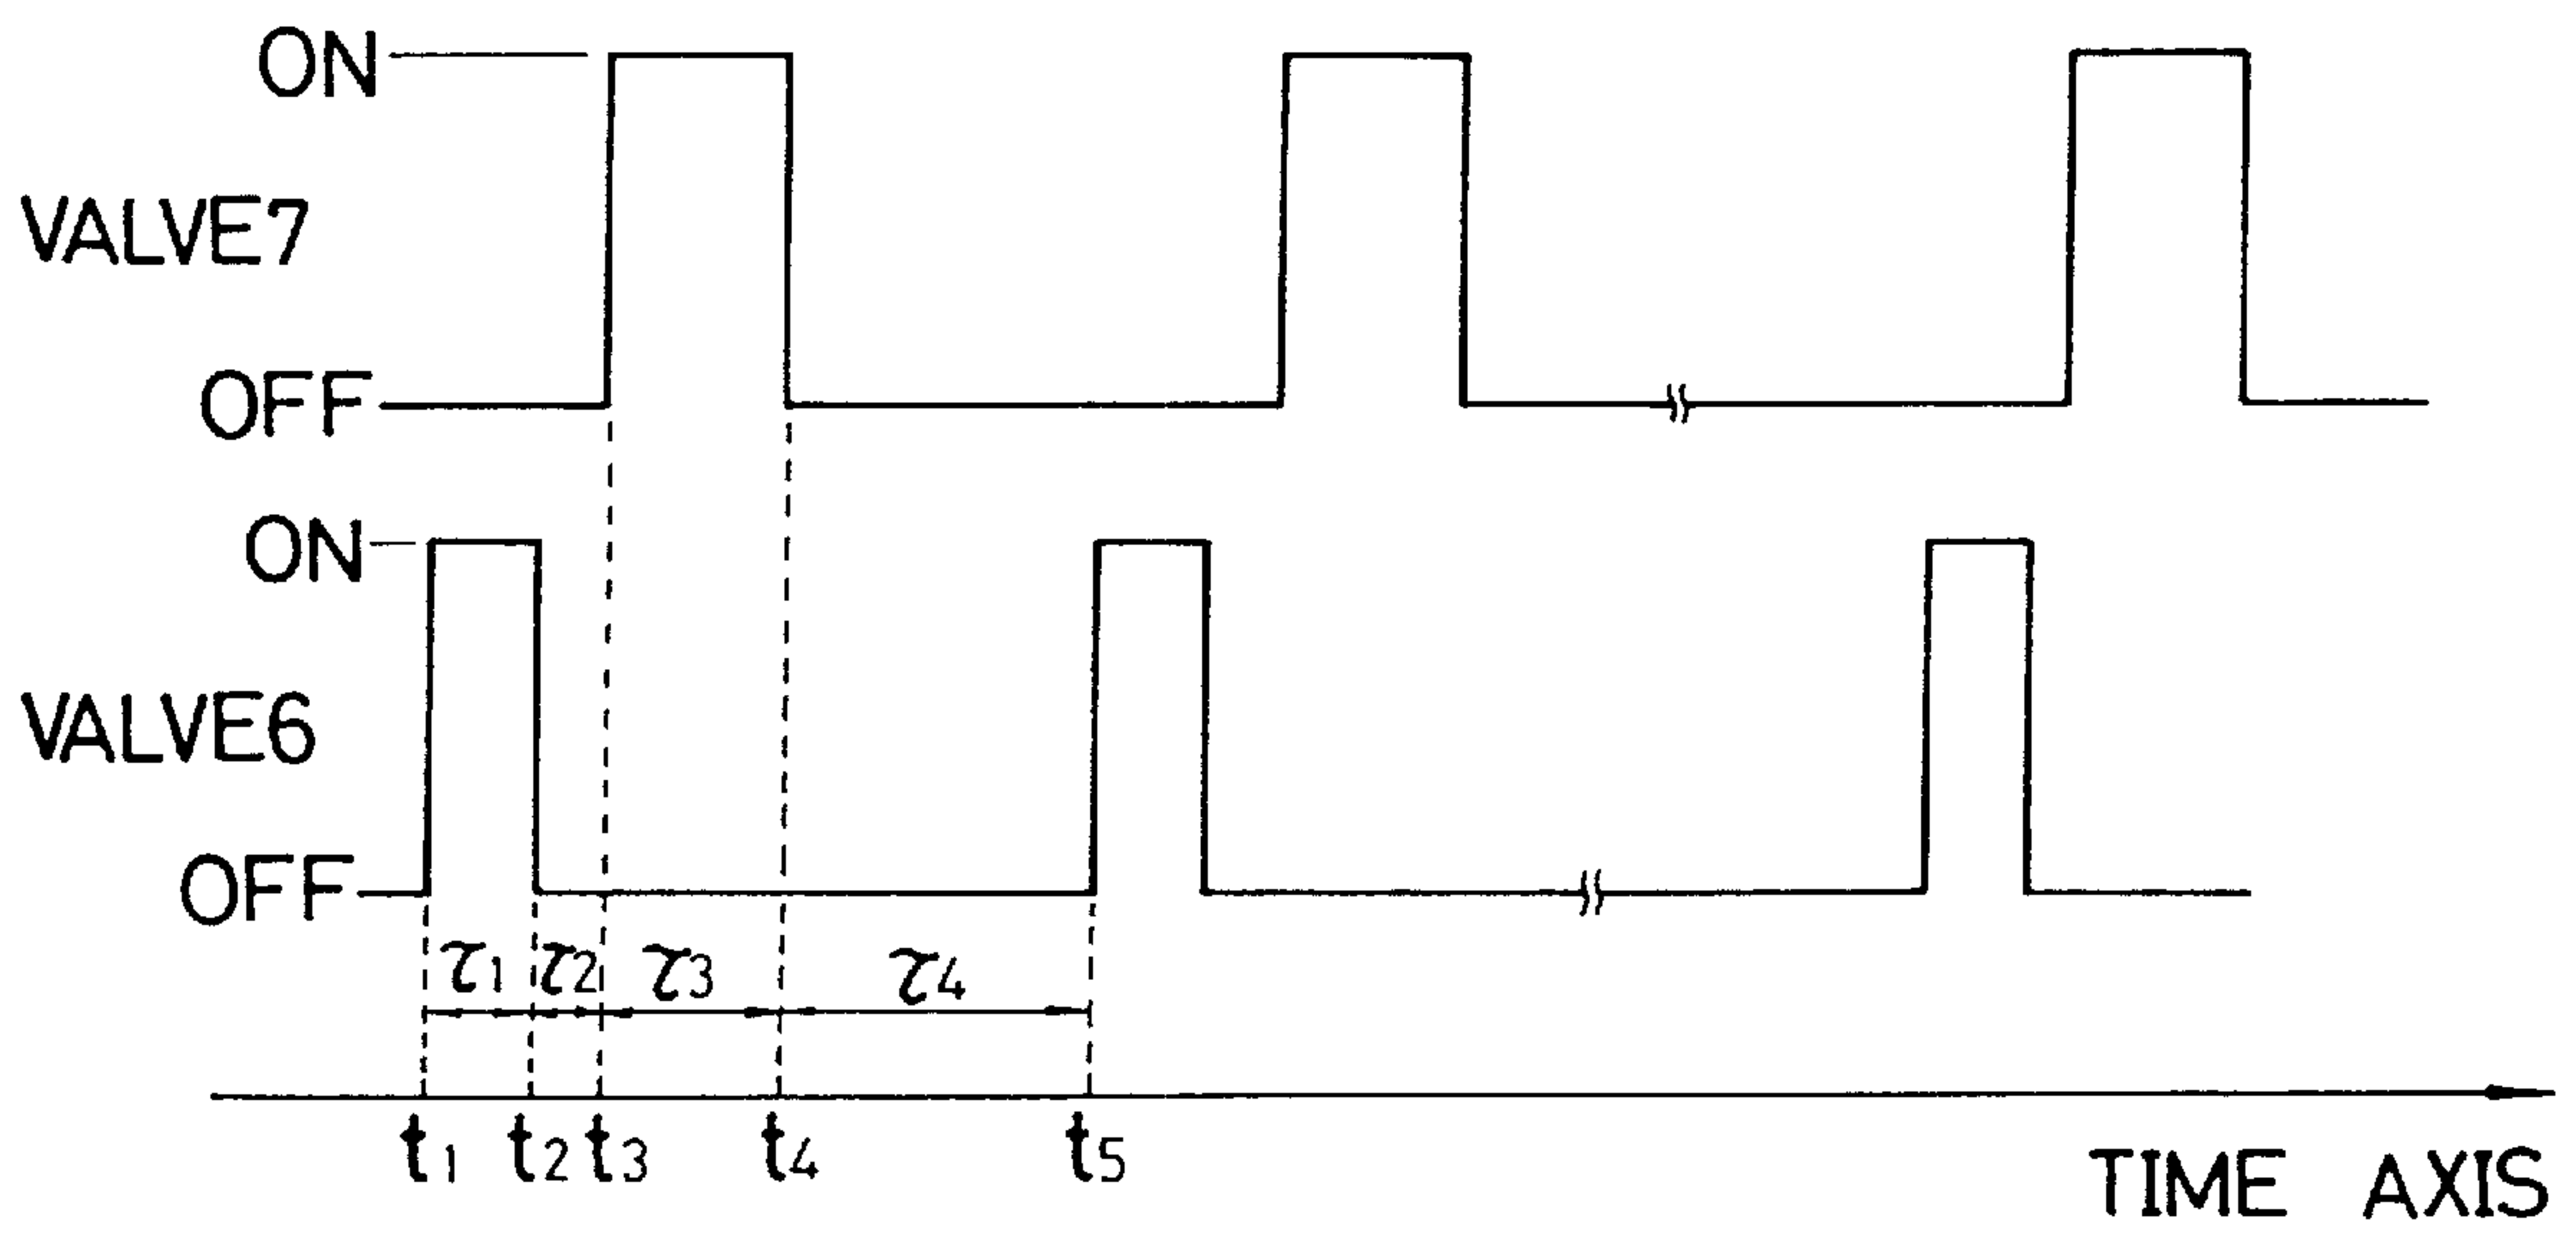 ON
VALVE7
OFF
ON
VALVE6
OFF
τ1 τ2 τ3 τ4
t1 t2 t3 t4 t5
TIME AXIS